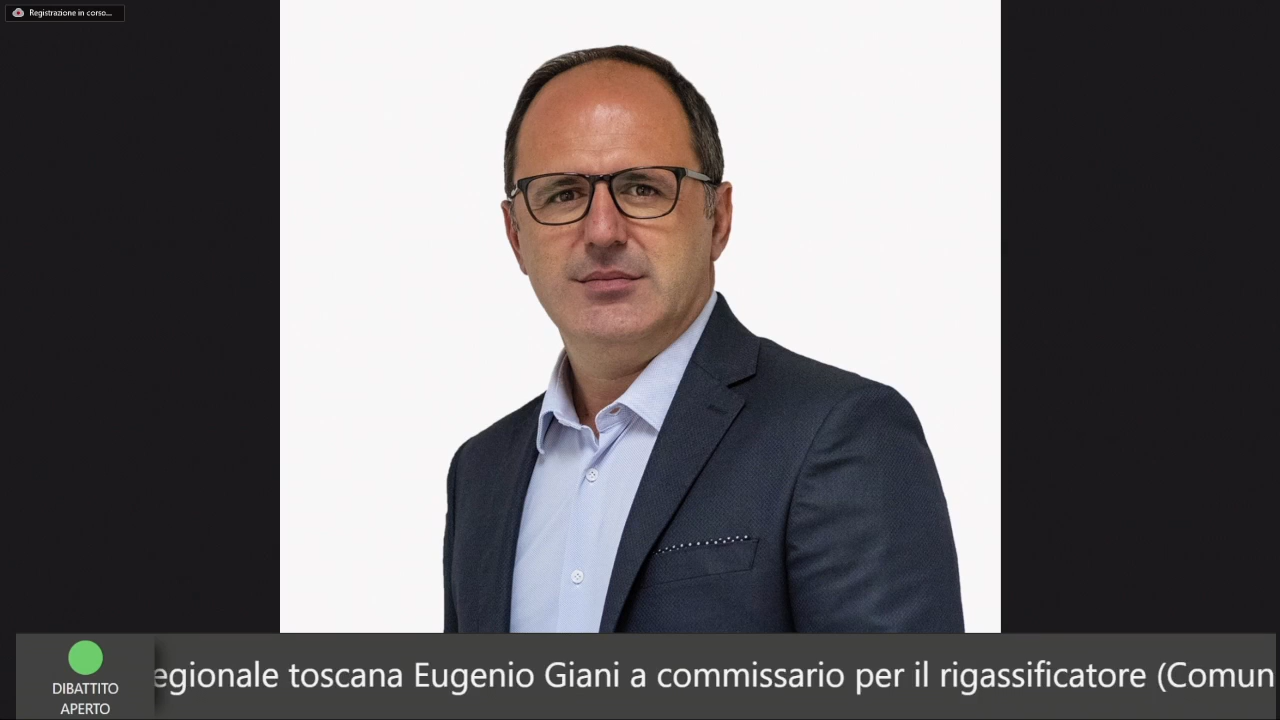 Registrazione in corso...
DIBATTITO
APERTO
egionale toscana Eugenio Giani a commissario per il rigassificatore (Comun